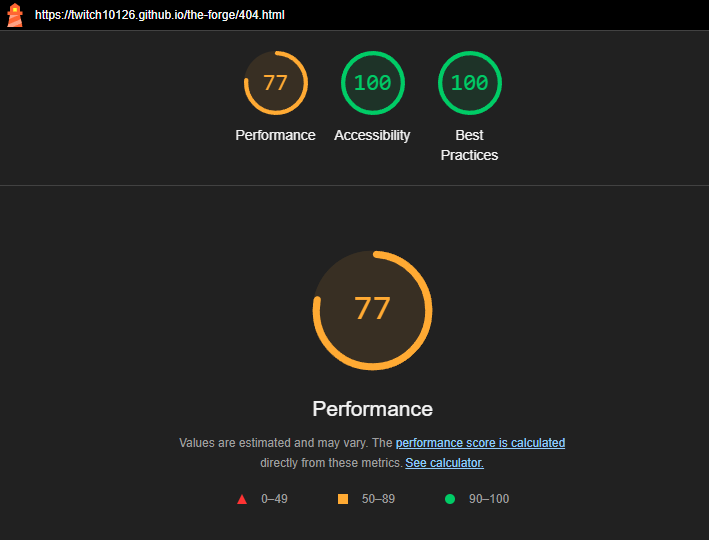 https://twitch10126.github.io/the-forge/404.html
77
100
100
Performance
Accessibility
Best
Practices
77
Performance
Values are estimated and may vary. The performance score is calculated
directly from these metrics. See calculator.
0–49
50–89
90–100